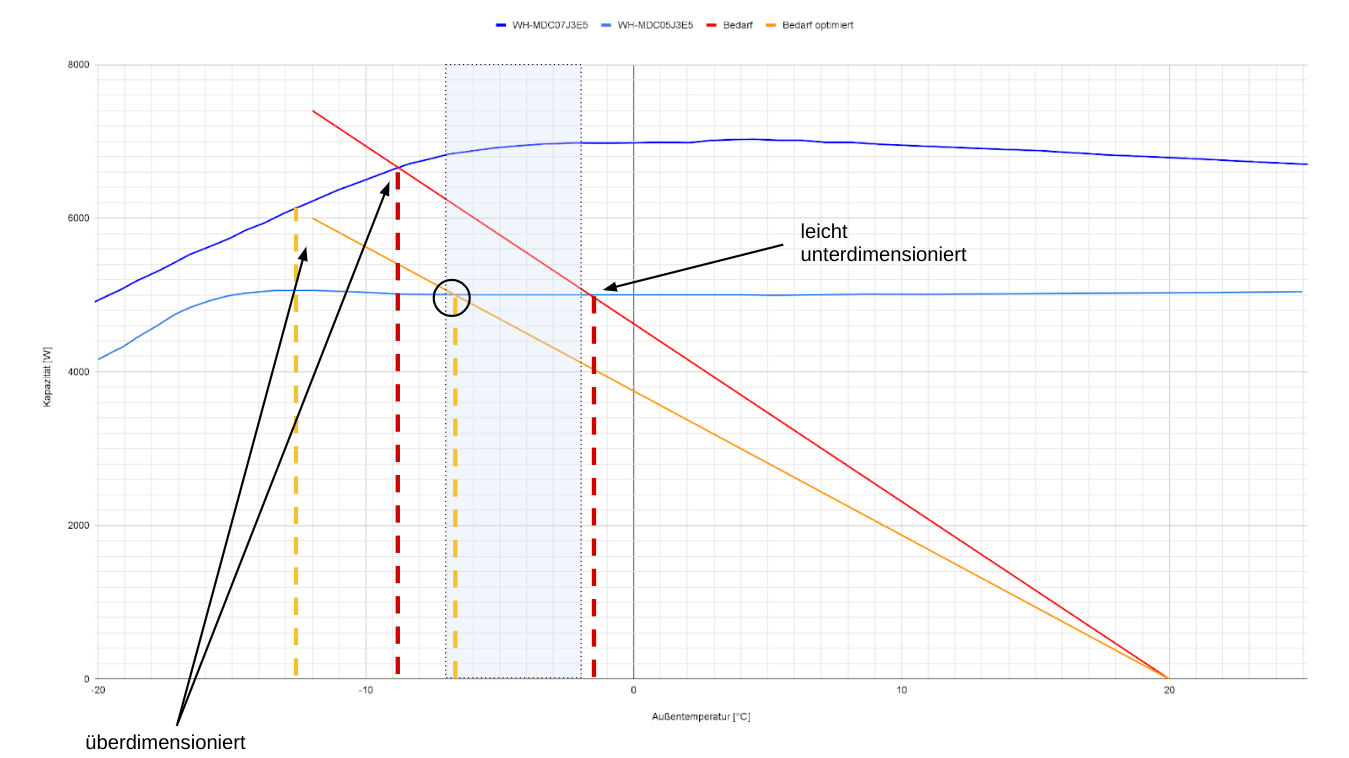 WH-MDC07J3E5 WH-MDC05J3E5 Bedarf Bedarf optimiert
8000
6000
4000
2000
0
Kapazität [W]
leicht
unterdimensioniert
-20 -10 0 10 20
Außentemperatur [°C]
überdimensioniert